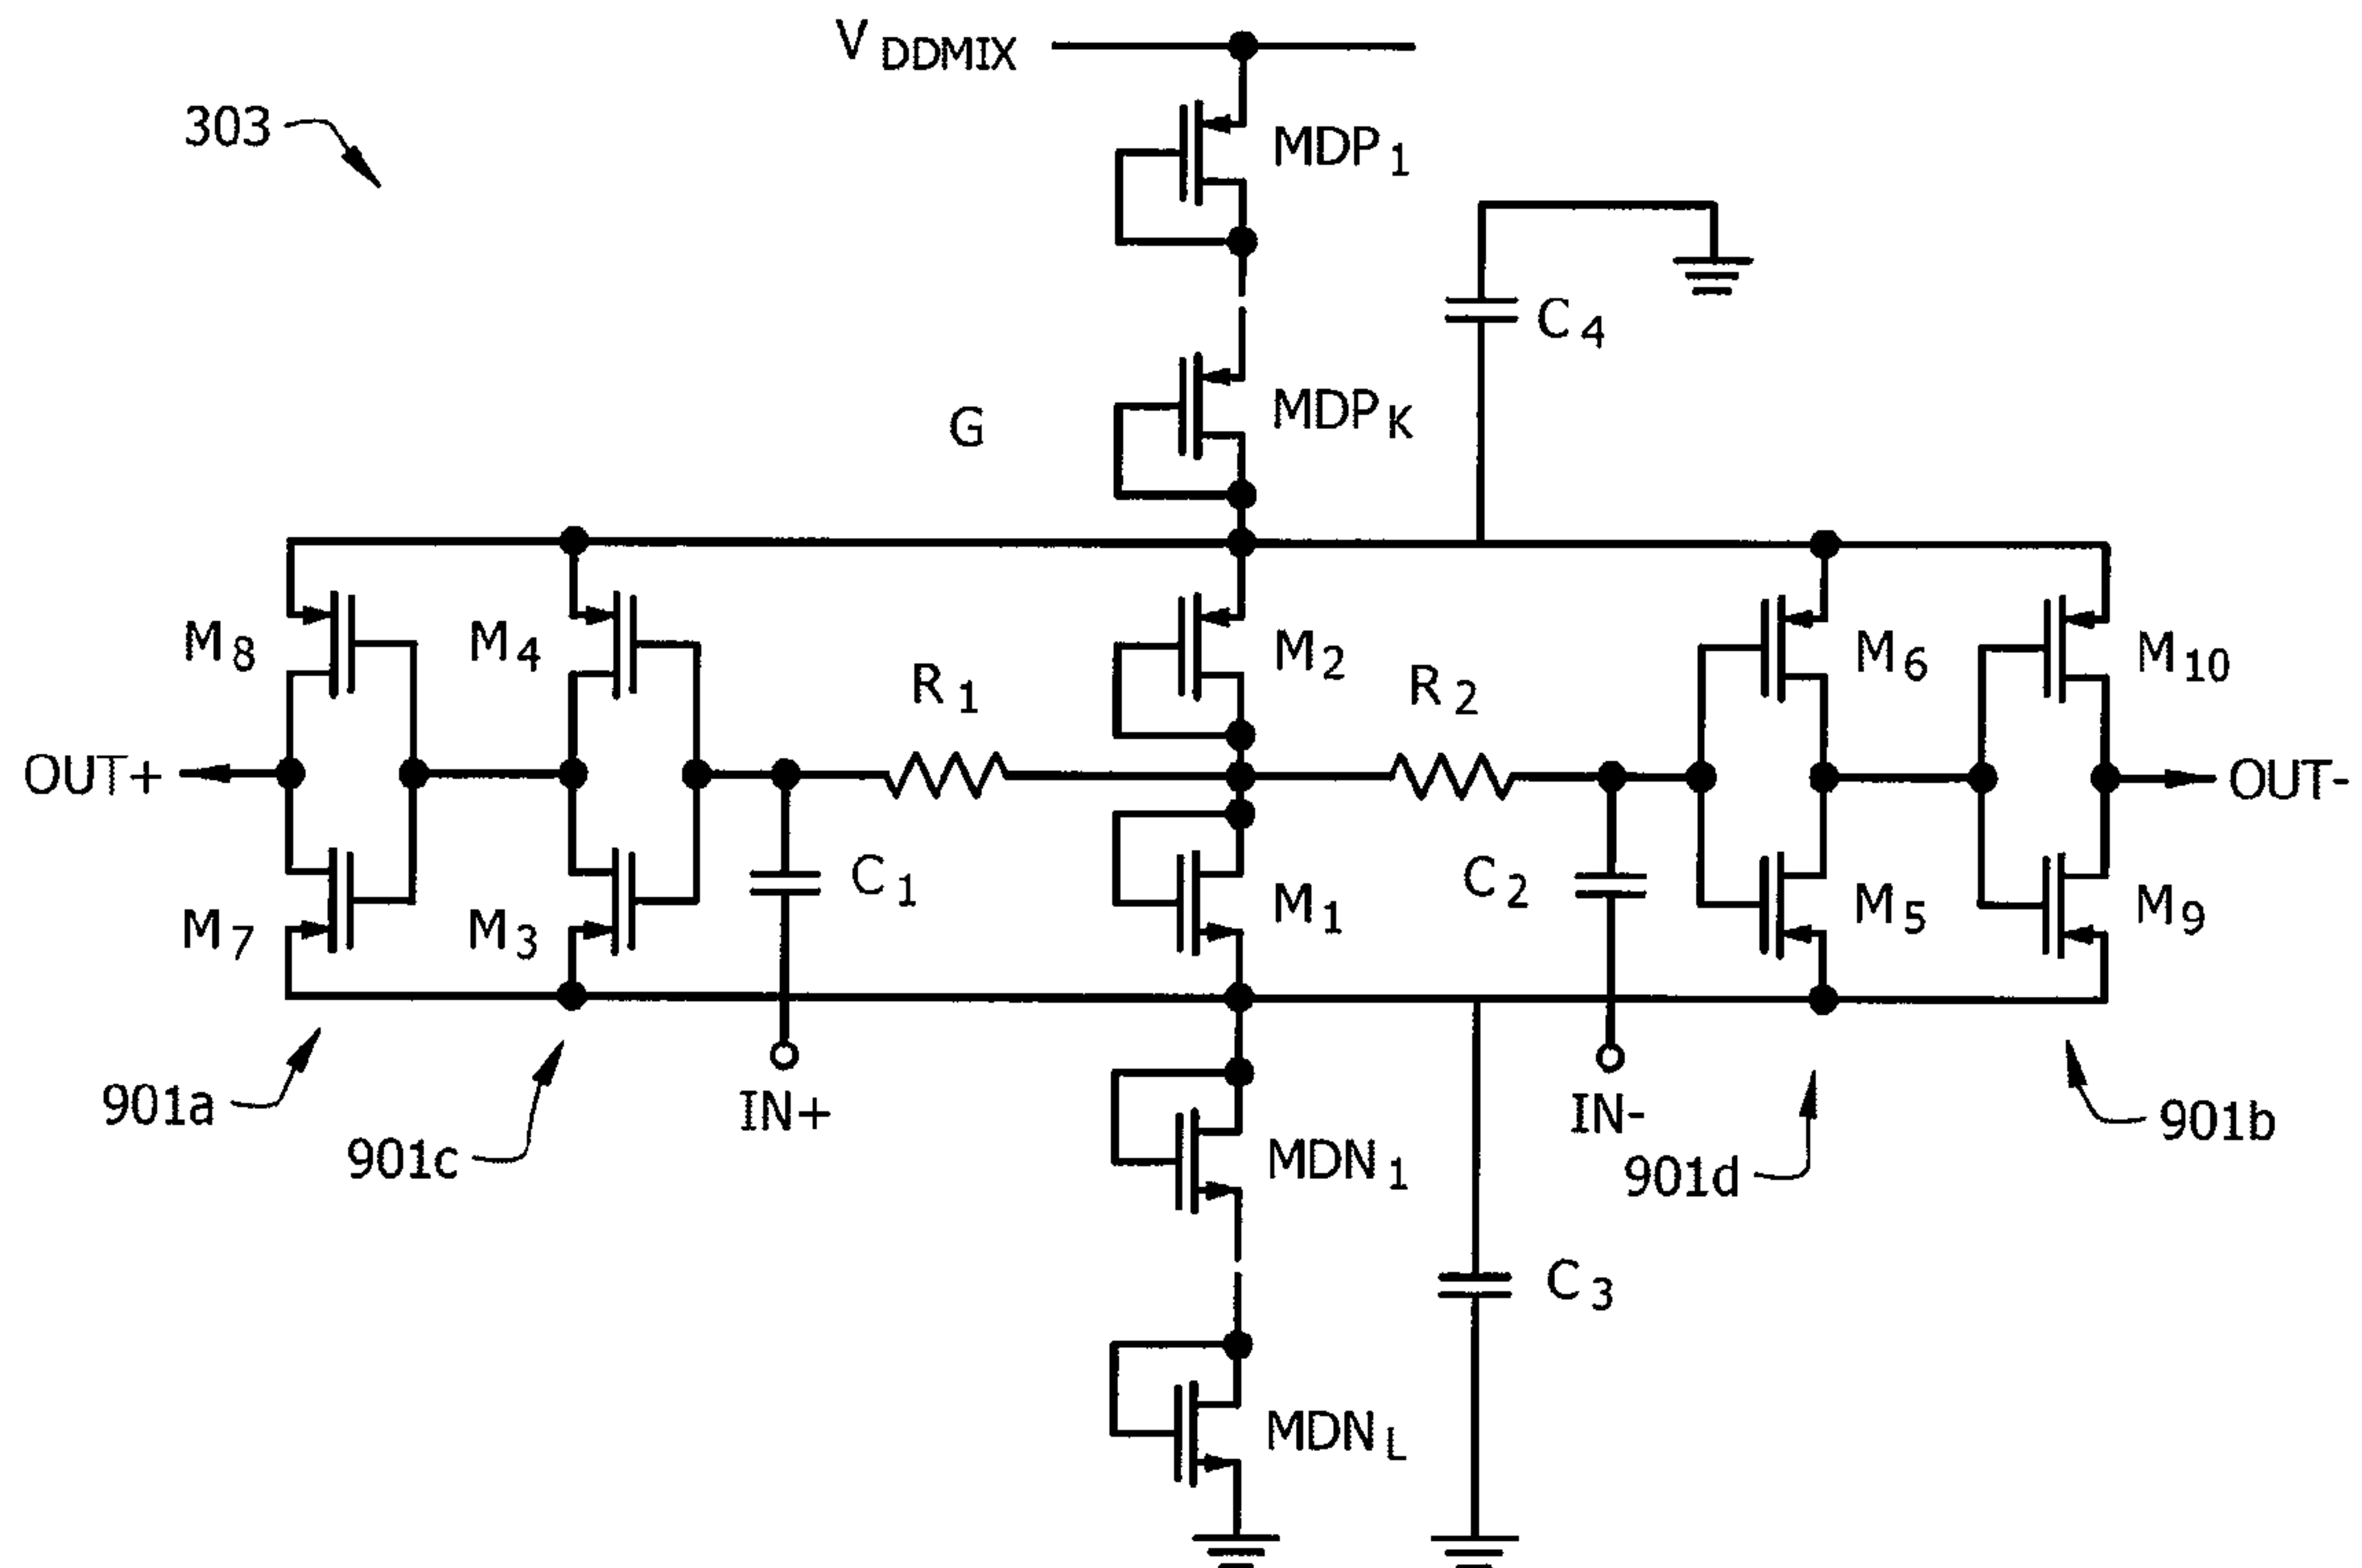 V DDMIX
303
MDP 1
C 4
G
MDP K
M 8
M 4
M 2
M 6
M 10
R 1
R 2
OUT+
OUT-
C 1
C 2
M 7
M 3
M 1
M 5
M 9
901a
901c
IN+
IN-
901d
901b
MDN 1
C 3
MDN L